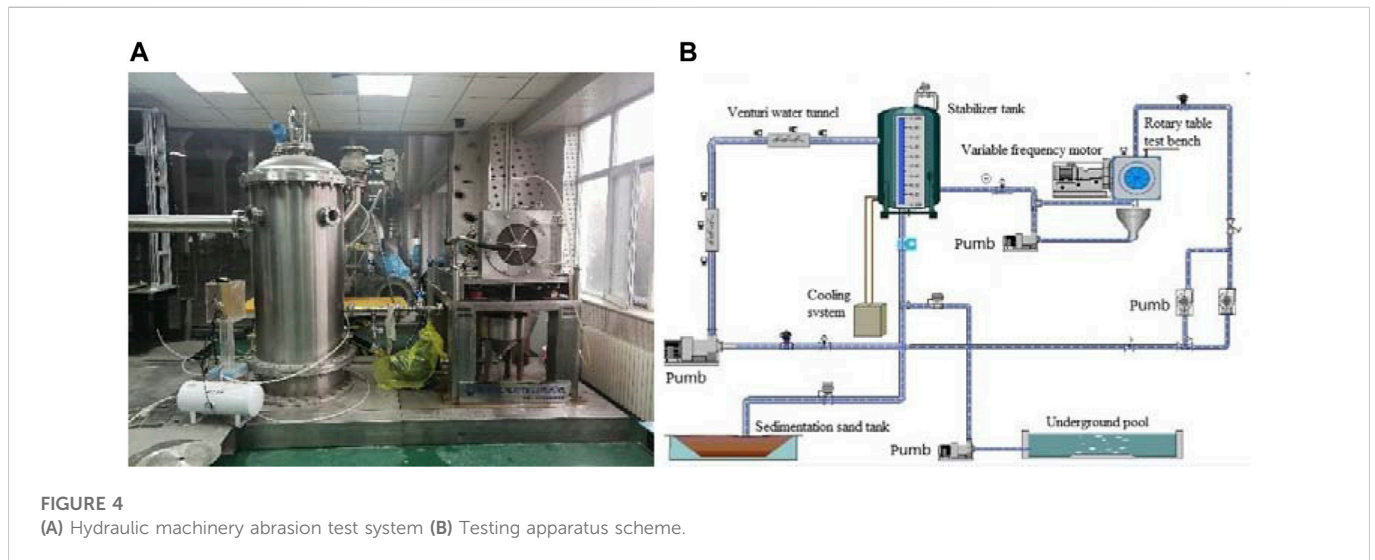 A
B
Venturi water tunnel
Stabilizer tank
Rotary table
test bench
Variable frequency motor
Pumb
Cooling
system
Pumb
Pumb
Sedimentation sand tank
Underground pool
Pumb
FIGURE 4
(A) Hydraulic machinery abrasion test system (B) Testing apparatus scheme.